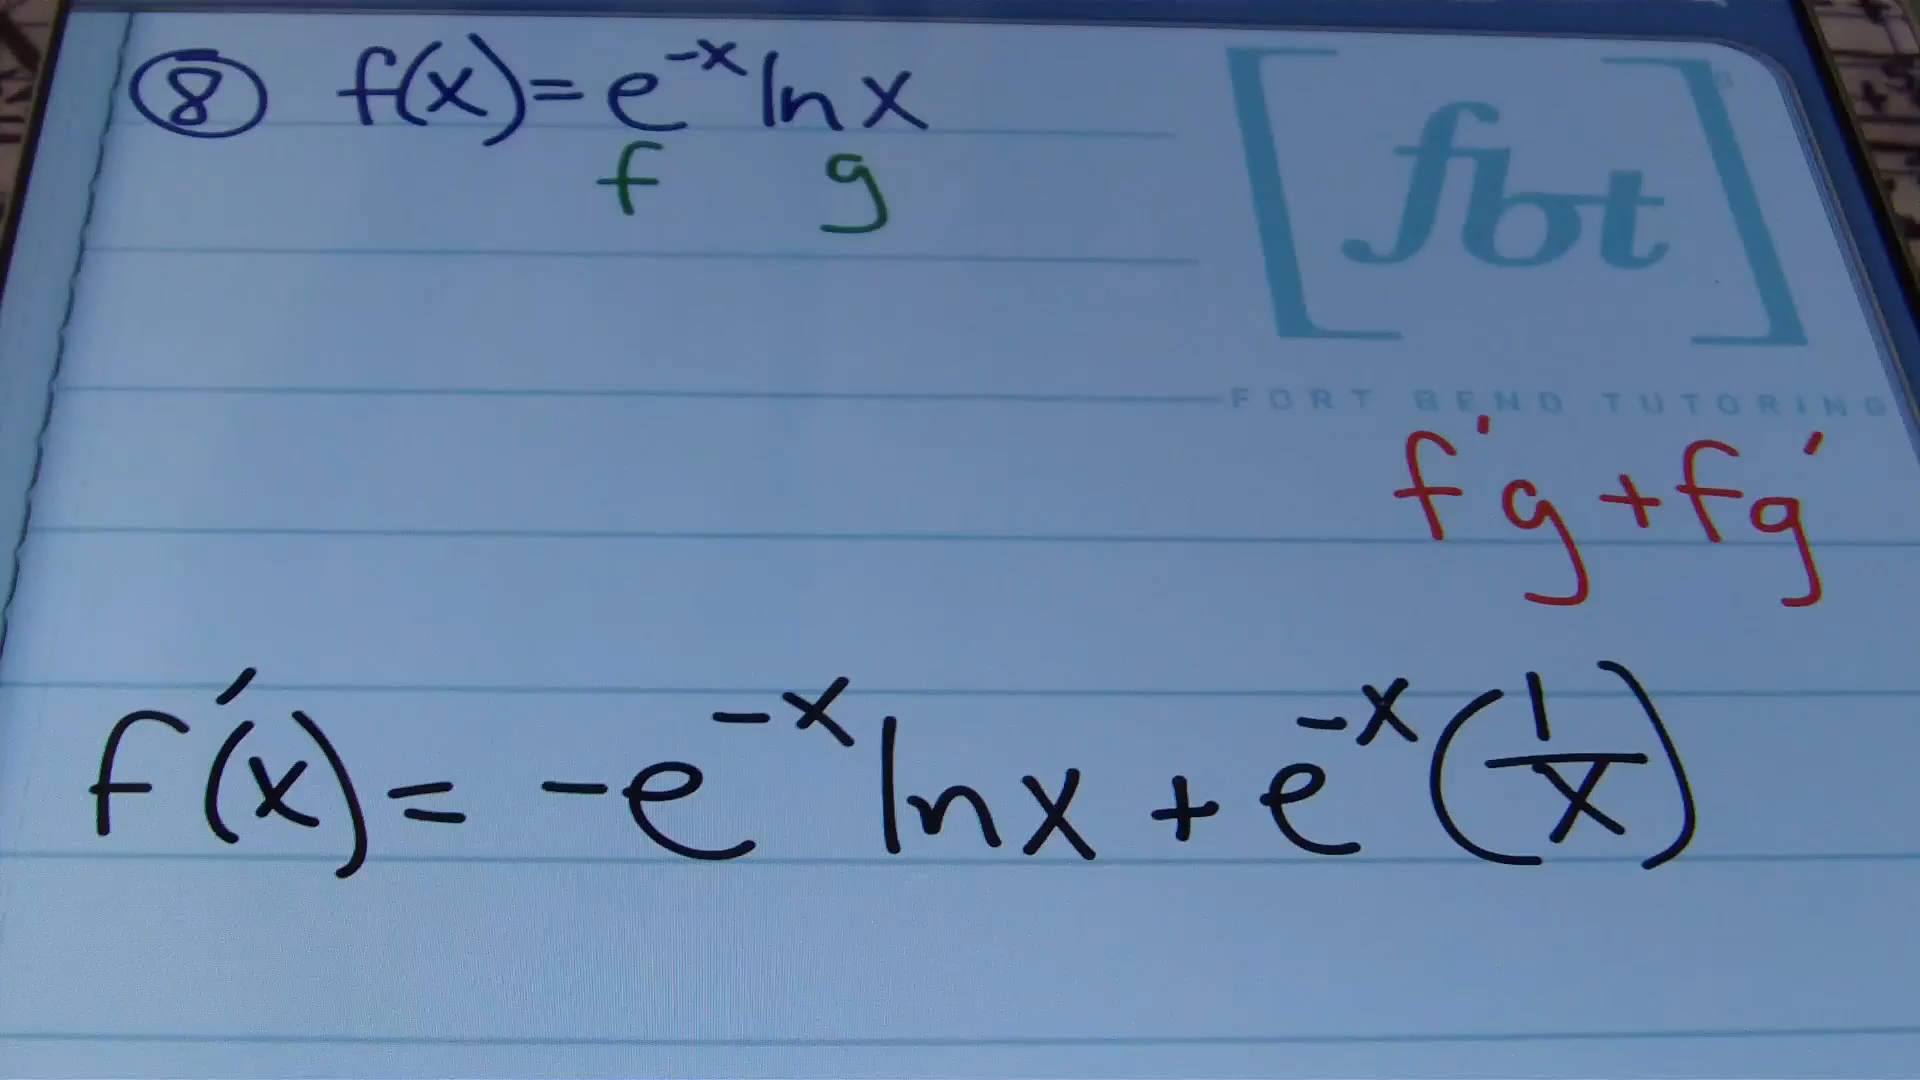 ⑧ f(x)=e^{-x} ln x
f g
fbt
FORT BEND TUTORING
f'g+fg'
f'(x)= -e^{-x} ln x + e^{-x}(1/x)